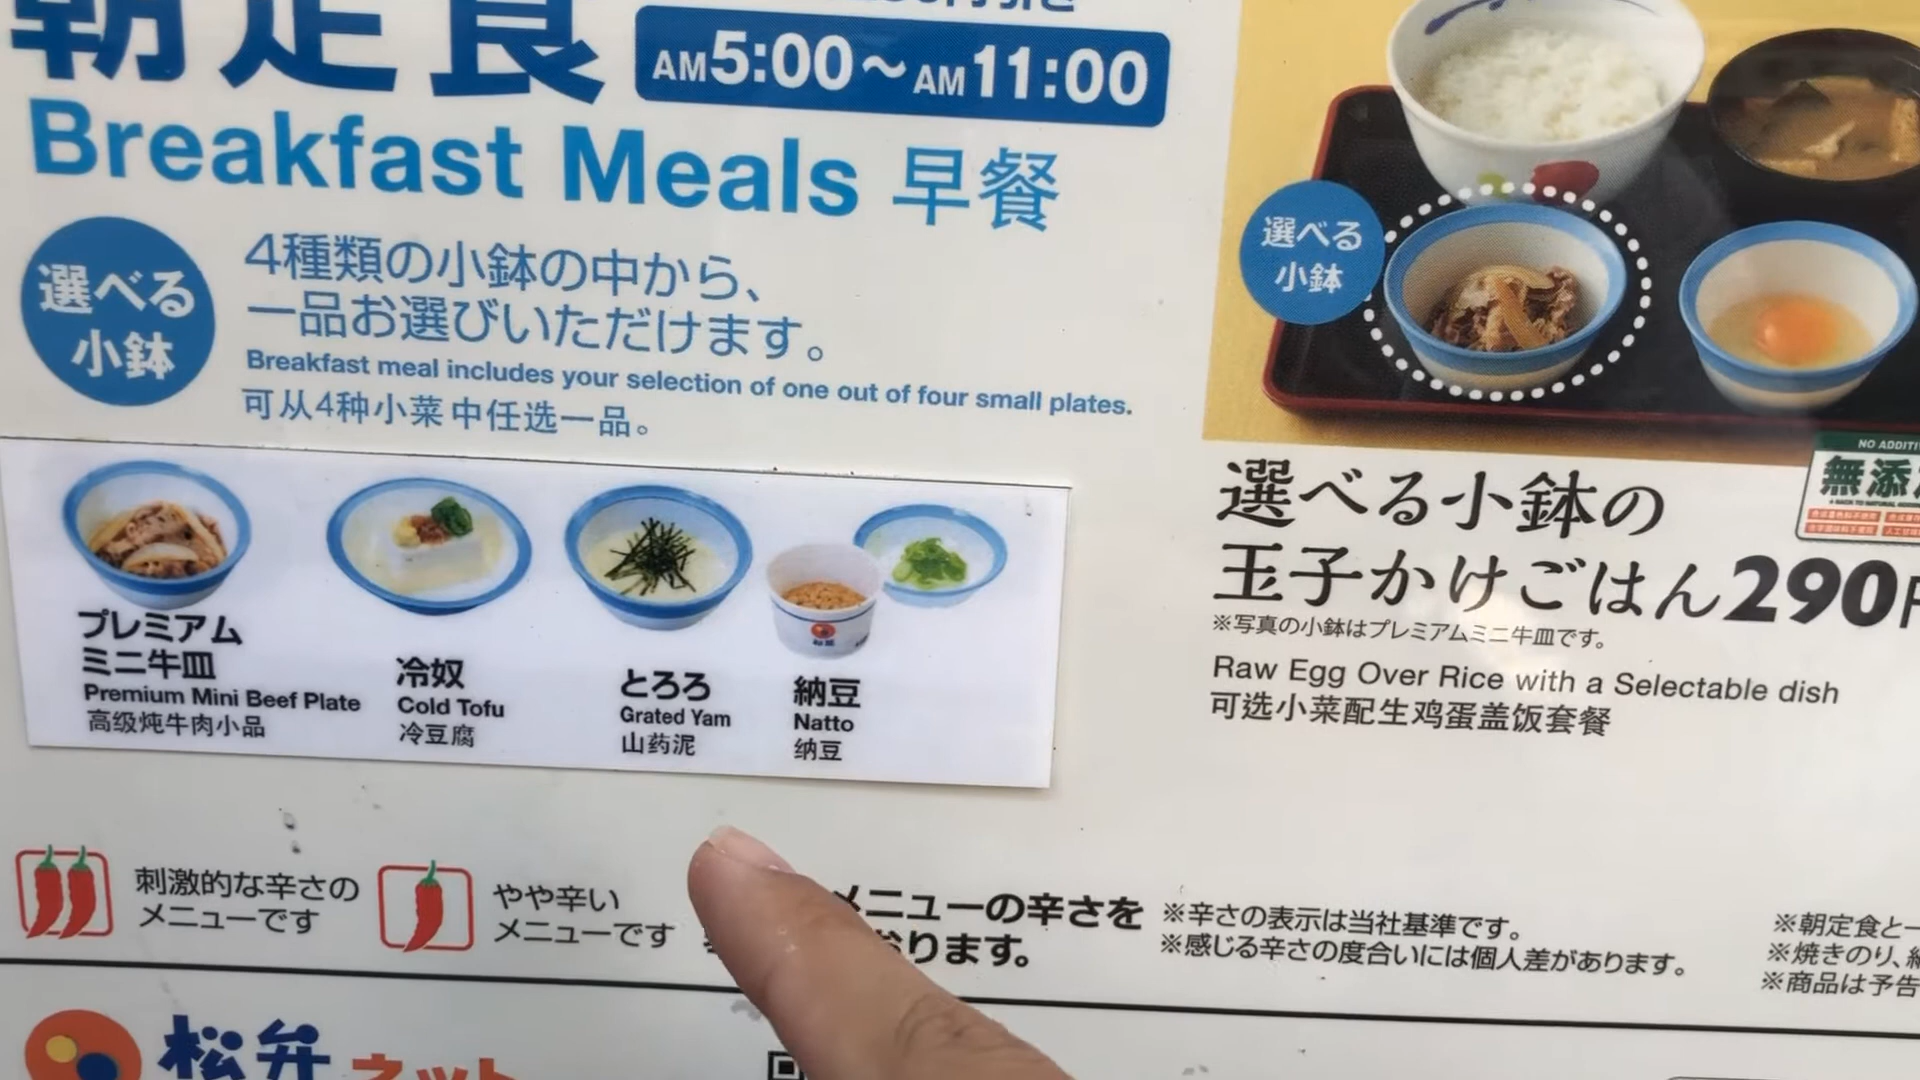 朝定食
AM5:00～AM11:00
Breakfast Meals 早餐
選べる
小鉢
4種類の小鉢の中から、
一品お選びいただけます。
Breakfast meal includes your selection of one out of four small plates.
可从4种小菜中任选一品。
プレミアム
ミニ牛皿
Premium Mini Beef Plate
高级炖牛肉小品
冷奴
Cold Tofu
冷豆腐
とろろ
Grated Yam
山药泥
納豆
Natto
纳豆
選べる
小鉢
NO ADDITI
無添
選べる小鉢の
玉子かけごはん290円
※写真の小鉢はプレミアムミニ牛皿です。
Raw Egg Over Rice with a Selectable dish
可选小菜配生鸡蛋盖饭套餐
刺激的な辛さの
メニューです
やや辛い
メニューです
メニューの辛さを
おります。
※辛さの表示は当社基準です。
※感じる辛さの度合いには個人差があります。
※朝定食と
※焼きのり、
※商品は予告
松弁ネット